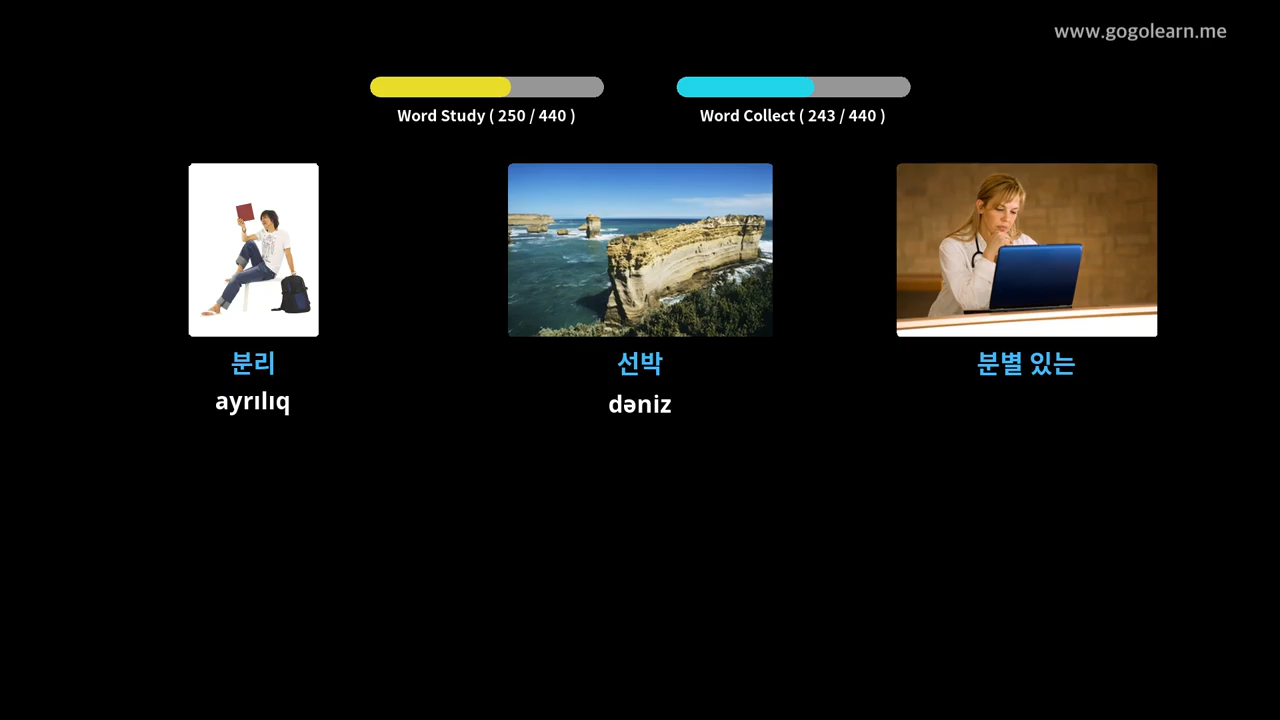 www.gogolearn.me
Word Study ( 250 / 440 )
Word Collect ( 243 / 440 )
분리
선박
분별 있는
ayrılıq
dəniz